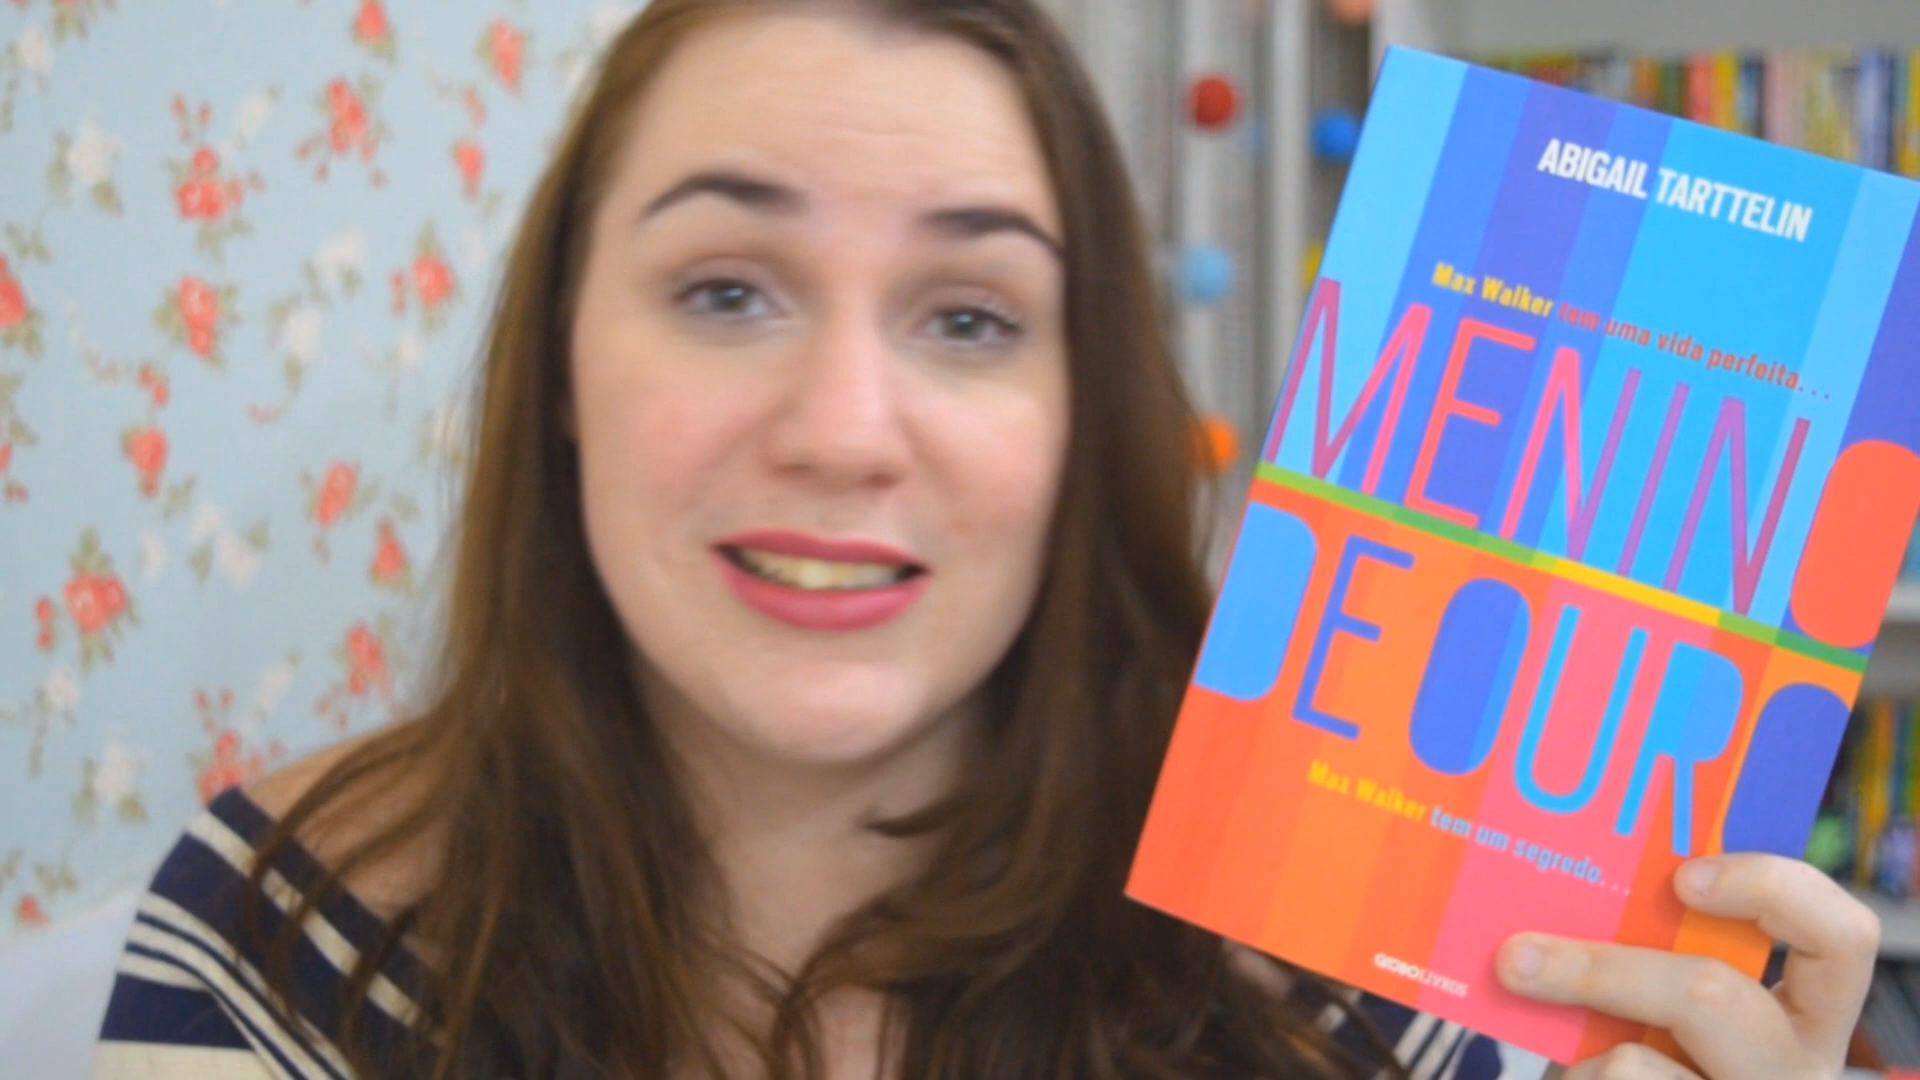 ABIGAIL TARTTELIN
Max Walker tem uma vida perfeita...
MENINO
DE OURO
Max Walker tem um segredo...
GLOBOLIVROS